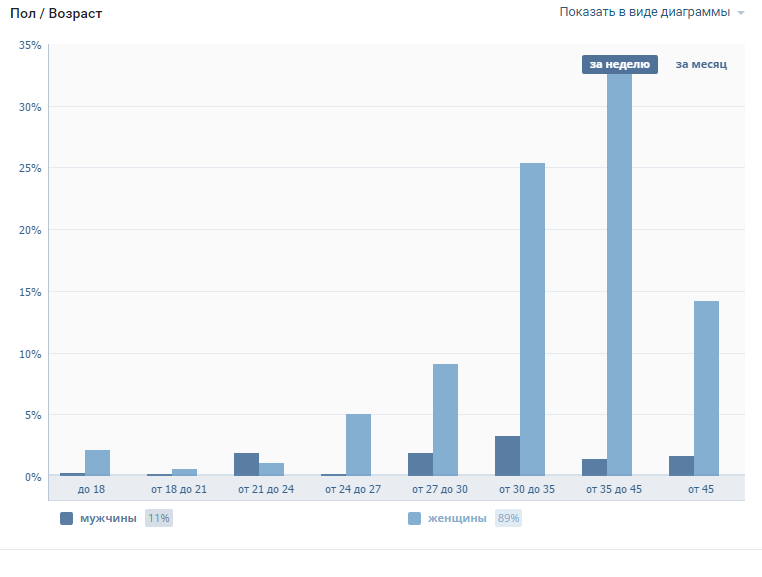 Пол / Возраст
Показать в виде диаграммы
35%
за неделю за месяц
30%
25%
20%
15%
10%
5%
0%
до 18 от 18 до 21 от 21 до 24 от 24 до 27 от 27 до 30 от 30 до 35 от 35 до 45 от 45
мужчины 11% женщины 89%